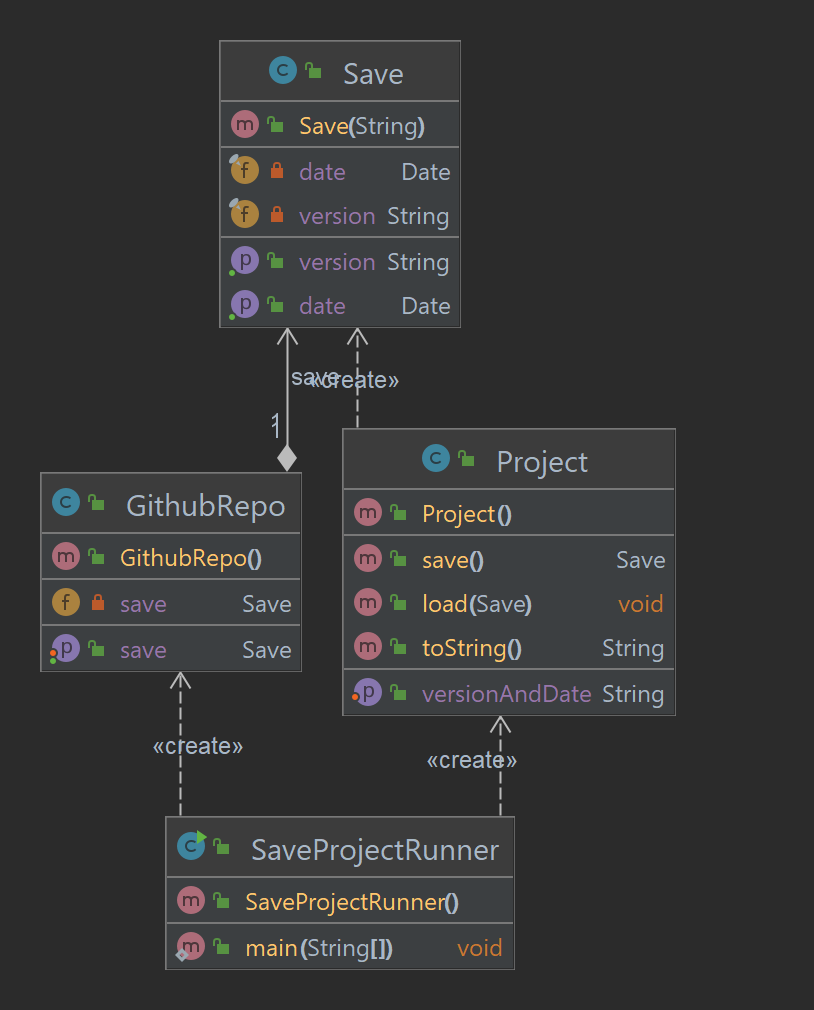 Save
Save(String)
date Date
version String
version String
date Date
save
«create»
1
Project
Project()
save() Save
load(Save) void
toString() String
versionAndDate String
GithubRepo
GithubRepo()
save Save
save Save
«create»
«create»
SaveProjectRunner
SaveProjectRunner()
main(String[]) void